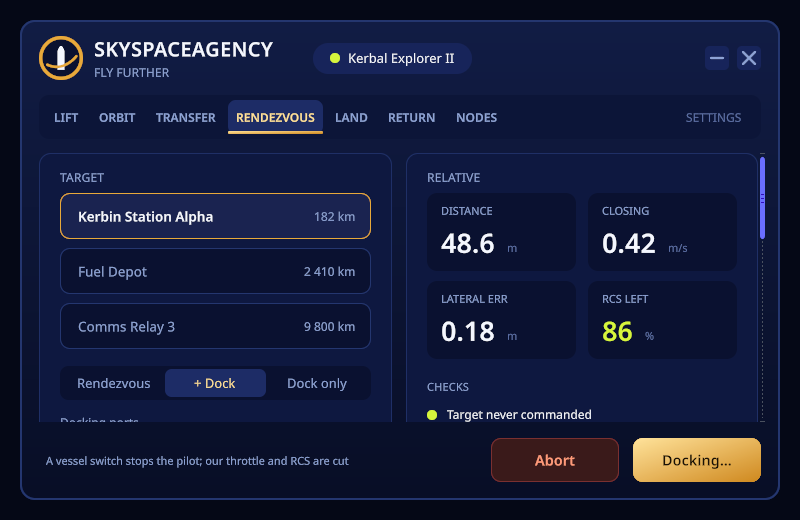 SKYSPACEAGENCY
FLY FURTHER
Kerbal Explorer II
LIFT ORBIT TRANSFER RENDEZVOUS LAND RETURN NODES SETTINGS
TARGET
Kerbin Station Alpha 182 km
Fuel Depot 2 410 km
Comms Relay 3 9 800 km
Rendezvous + Dock Dock only
Docking ports
RELATIVE
DISTANCE
48.6 m
CLOSING
0.42 m/s
LATERAL ERR
0.18 m
RCS LEFT
86 %
CHECKS
Target never commanded
A vessel switch stops the pilot; our throttle and RCS are cut
Abort
Docking...